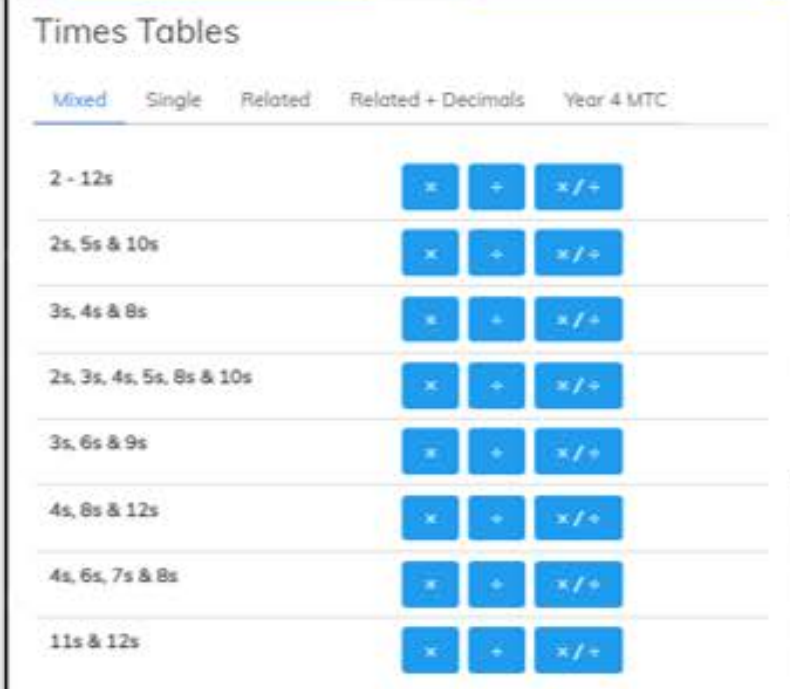 Times Tables
Mixed Single Related Related + Decimals Year 4 MTC
2 - 12s × ÷ ×/÷
2s, 5s & 10s × ÷ ×/÷
3s, 4s & 8s × ÷ ×/÷
2s, 3s, 4s, 5s, 8s & 10s × ÷ ×/÷
3s, 6s & 9s × ÷ ×/÷
4s, 8s & 12s × ÷ ×/÷
4s, 6s, 7s & 8s × ÷ ×/÷
11s & 12s × ÷ ×/÷